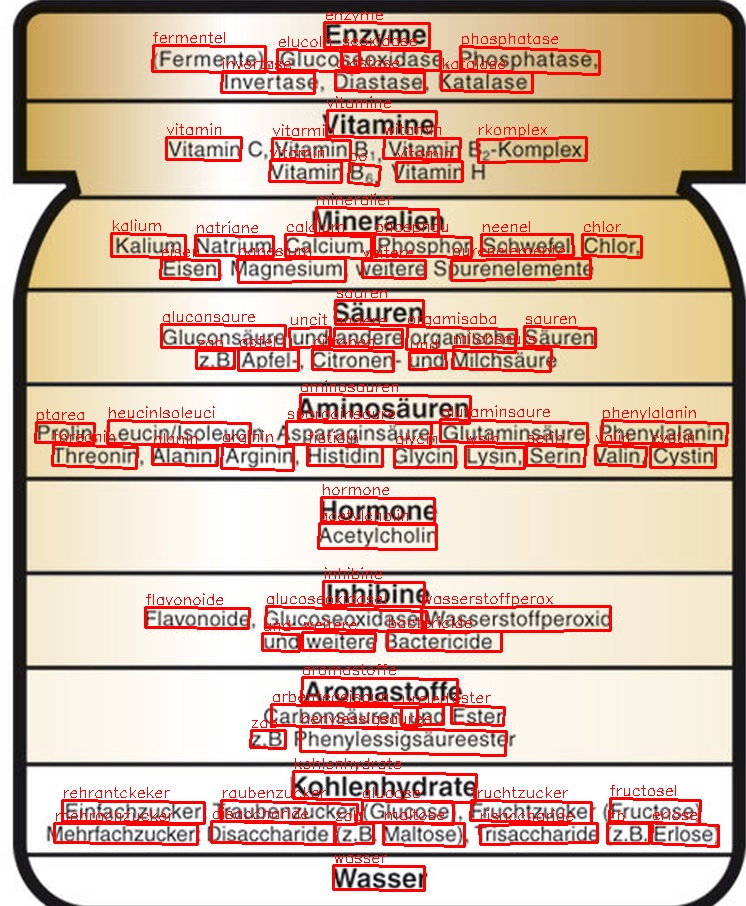 Enzyme
(Fermente) Glucoseoxidase, Phosphatase,
Invertase, Diastase, Katalase
Vitamine
Vitamin C, Vitamin B1, Vitamin B2-Komplex
Vitamin B6, Vitamin H
Mineralien
Kalium, Natrium, Calcium, Phosphor, Schwefel, Chlor,
Eisen, Magnesium, weitere Spurenelemente
Säuren
Gluconsäure und andere organische Säuren
z.B. Apfel-, Citronen- und Milchsäure
Aminosäuren
Prolin, Leucin/Isoleucin, Asparaginsäure, Glutaminsäure, Phenylalanin,
Threonin, Alanin, Arginin, Histidin, Glycin, Lysin, Serin, Valin, Cystin
Hormone
Acetylcholin
Inhibine
Flavonoide, Glucoseoxidase/Wasserstoffperoxid
und weitere Bactericide
Aromastoffe
Carbonsäuren und Ester
z.B. Phenylessigsäureester
Kohlenhydrate
Einfachzucker: Traubenzucker (Glucose), Fruchtzucker (Fructose)
Mehrfachzucker: Disaccharide (z.B. Maltose), Trisaccharide (z.B. Erlose)
Wasser